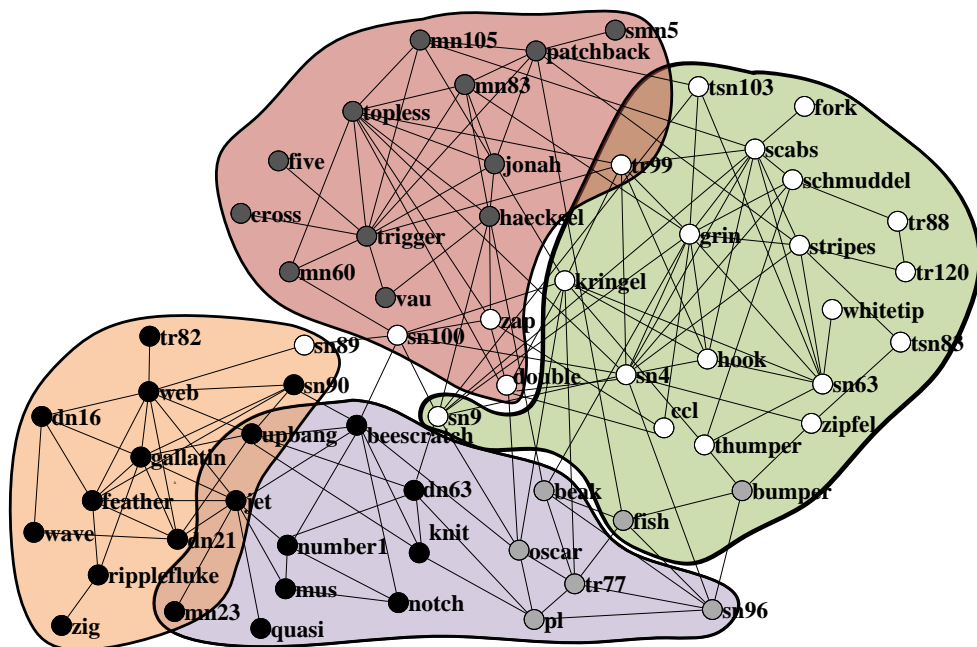 smn5
mn105
patchback
mn83
tsn103
topless
fork
scabs
five
jonah
tr99
schmuddel
cross
haecksel
trigger
grin
stripes
tr88
mn60
vau
kringel
tr120
whitetip
zap
sn100
tr82
sn89
hook
tsn83
double
sn4
sn63
web
sn90
dn16
sn9
ccl
zipfel
upbang
beescratch
thumper
gallatin
feather
jet
dn63
beak
bumper
fish
wave
dn21
number1
knit
oscar
ripplefluke
mus
notch
tr77
zig
mn23
quasi
pl
sn96